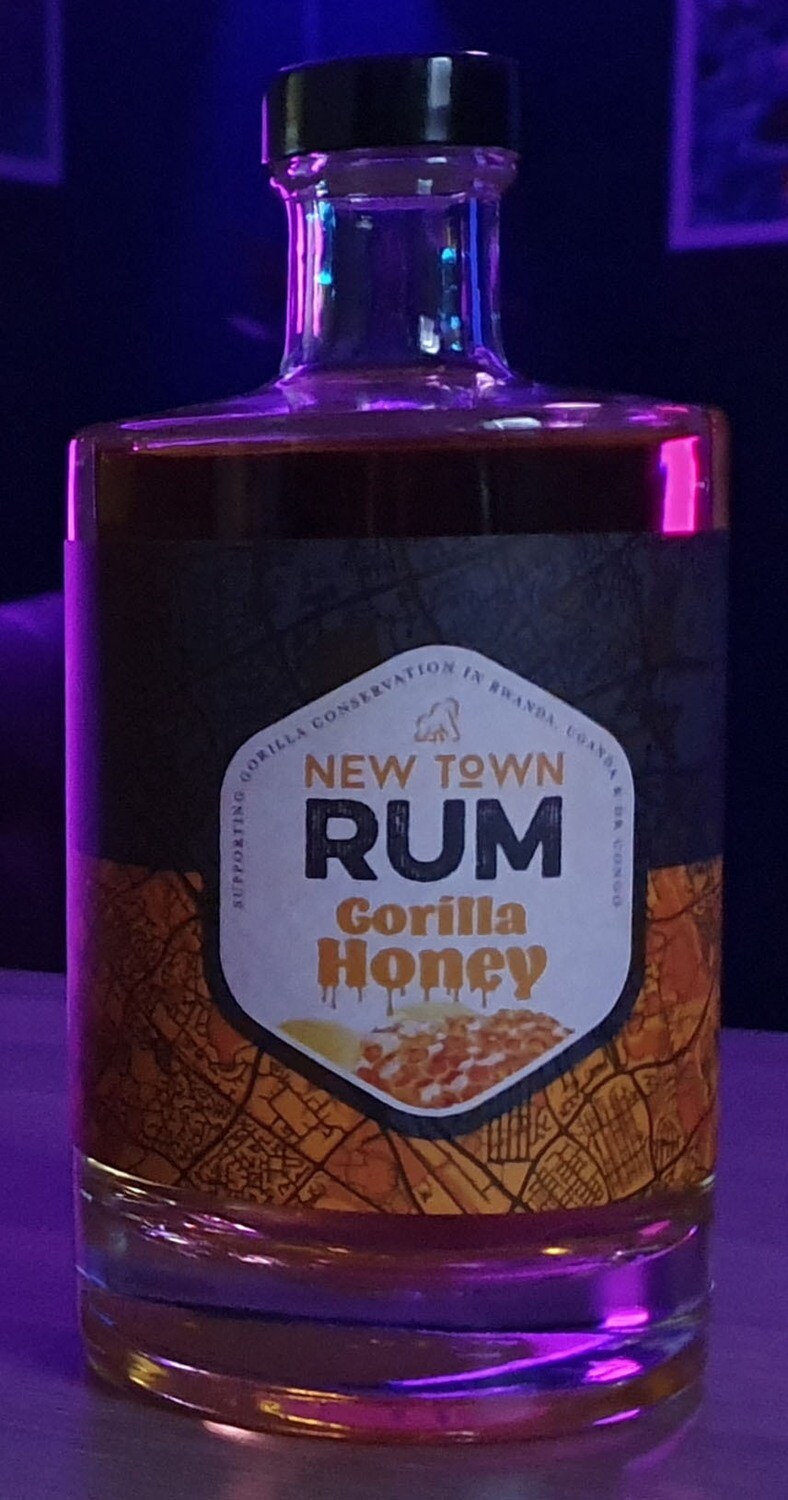 SUPPORTING GORILLA CONSERVATION IN RWANDA, UGANDA & DR CONGO
NEW TOWN
RUM
Gorilla
Honey